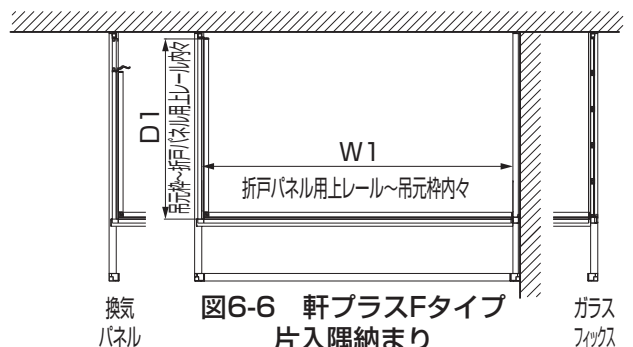 D1
吊元枠~折戸パネル用上レール内々
W1
折戸パネル用上レール~吊元枠内々
換気
パネル
図6-6 軒プラスFタイプ
片入隅納まり
ガラス
フィックス